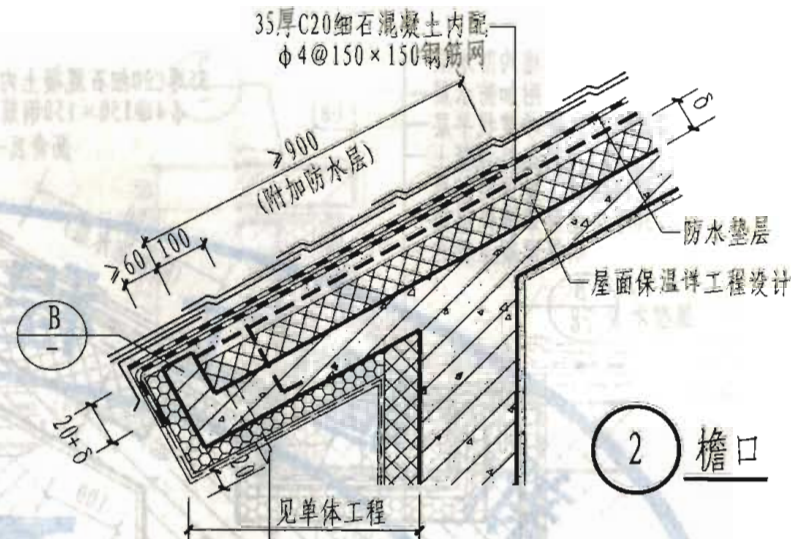 35厚C20细石混凝土内配
ϕ4@150×150钢筋网
≥900
(附加防水层)
δ
≥60
100
防水垫层
屋面保温详工程设计
B
-
20+δ
20
见单体工程
2
檐口